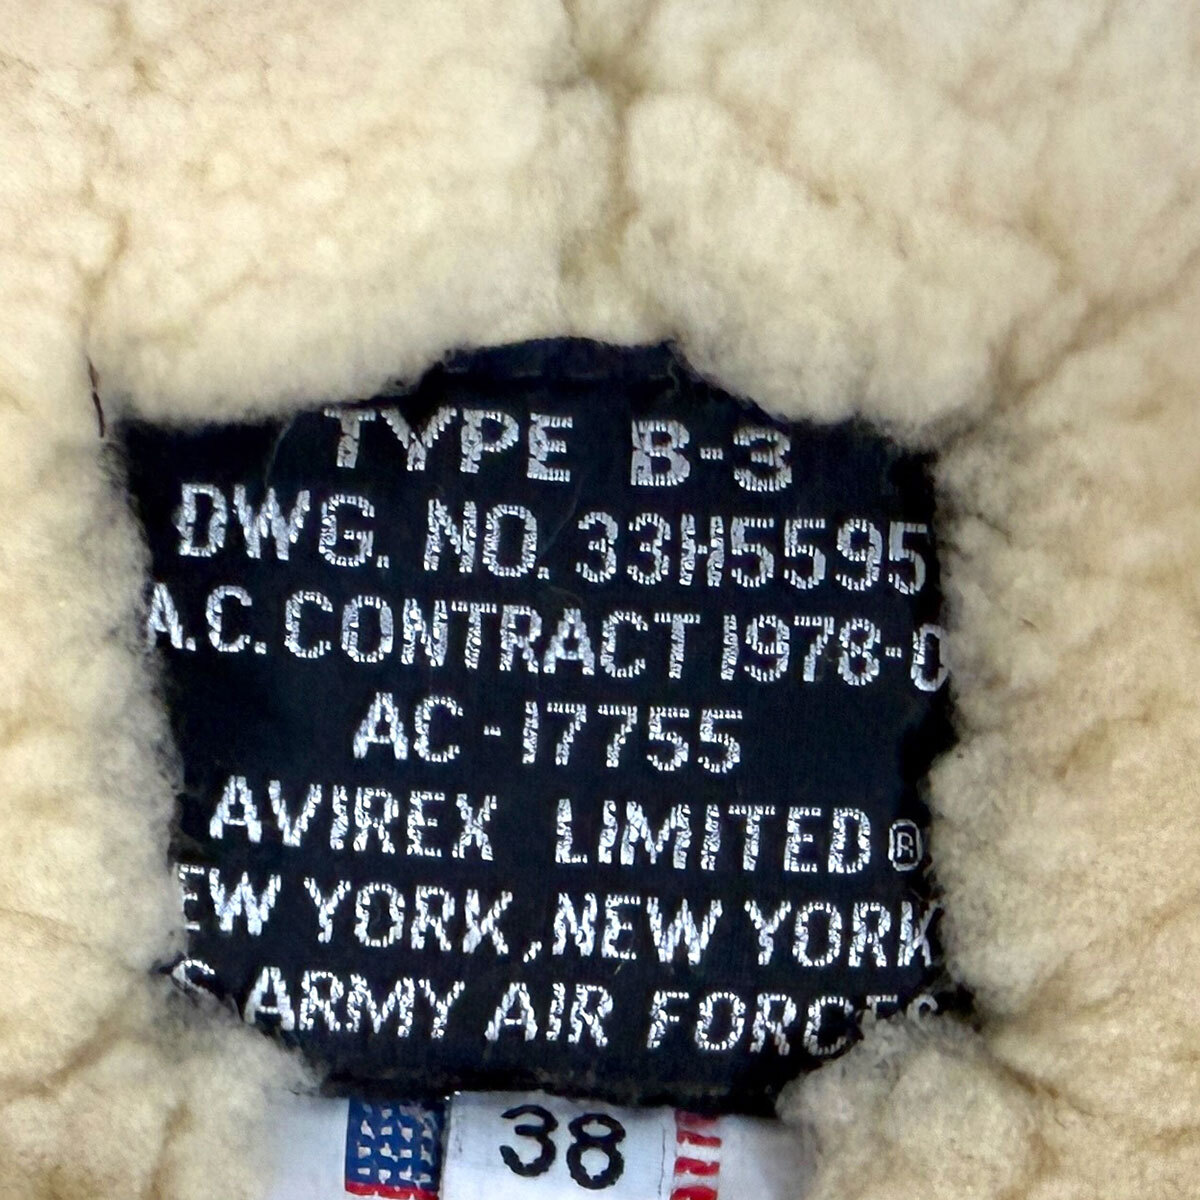 TYPE B-3
DWG. NO. 33H5595
A.C. CONTRACT 1978-0
AC-17755
AVIREX LIMITED®
EW YORK, NEW YORK
S ARMY AIR FORCES
38